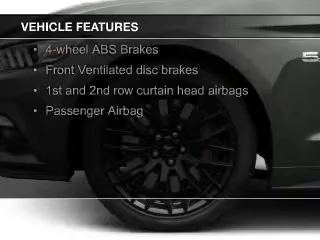 VEHICLE FEATURES
• 4-wheel ABS Brakes
• Front Ventilated disc brakes
• 1st and 2nd row curtain head airbags
• Passenger Airbag